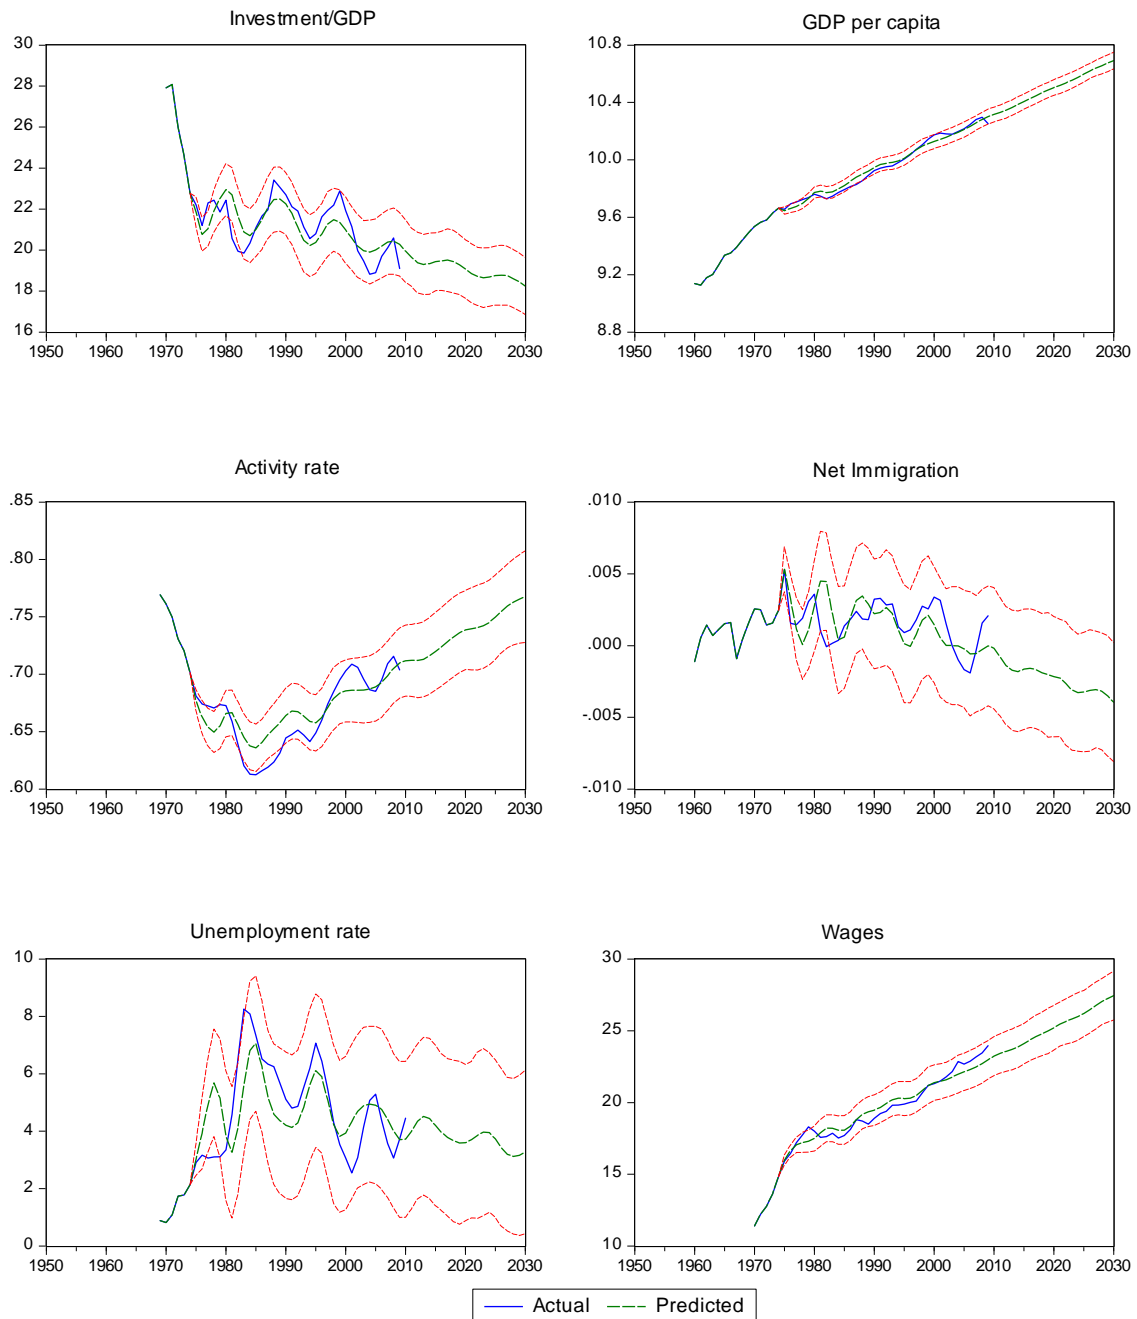 Investment/GDP
30
28
26
24
22
20
18
16
1950 1960 1970 1980 1990 2000 2010 2020 2030
GDP per capita
10.8
10.4
10.0
9.6
9.2
8.8
1950 1960 1970 1980 1990 2000 2010 2020 2030
Activity rate
.85
.80
.75
.70
.65
.60
1950 1960 1970 1980 1990 2000 2010 2020 2030
Net Immigration
.010
.005
.000
-.005
-.010
1950 1960 1970 1980 1990 2000 2010 2020 2030
Unemployment rate
10
8
6
4
2
0
1950 1960 1970 1980 1990 2000 2010 2020 2030
Wages
30
25
20
15
10
1950 1960 1970 1980 1990 2000 2010 2020 2030
Actual Predicted